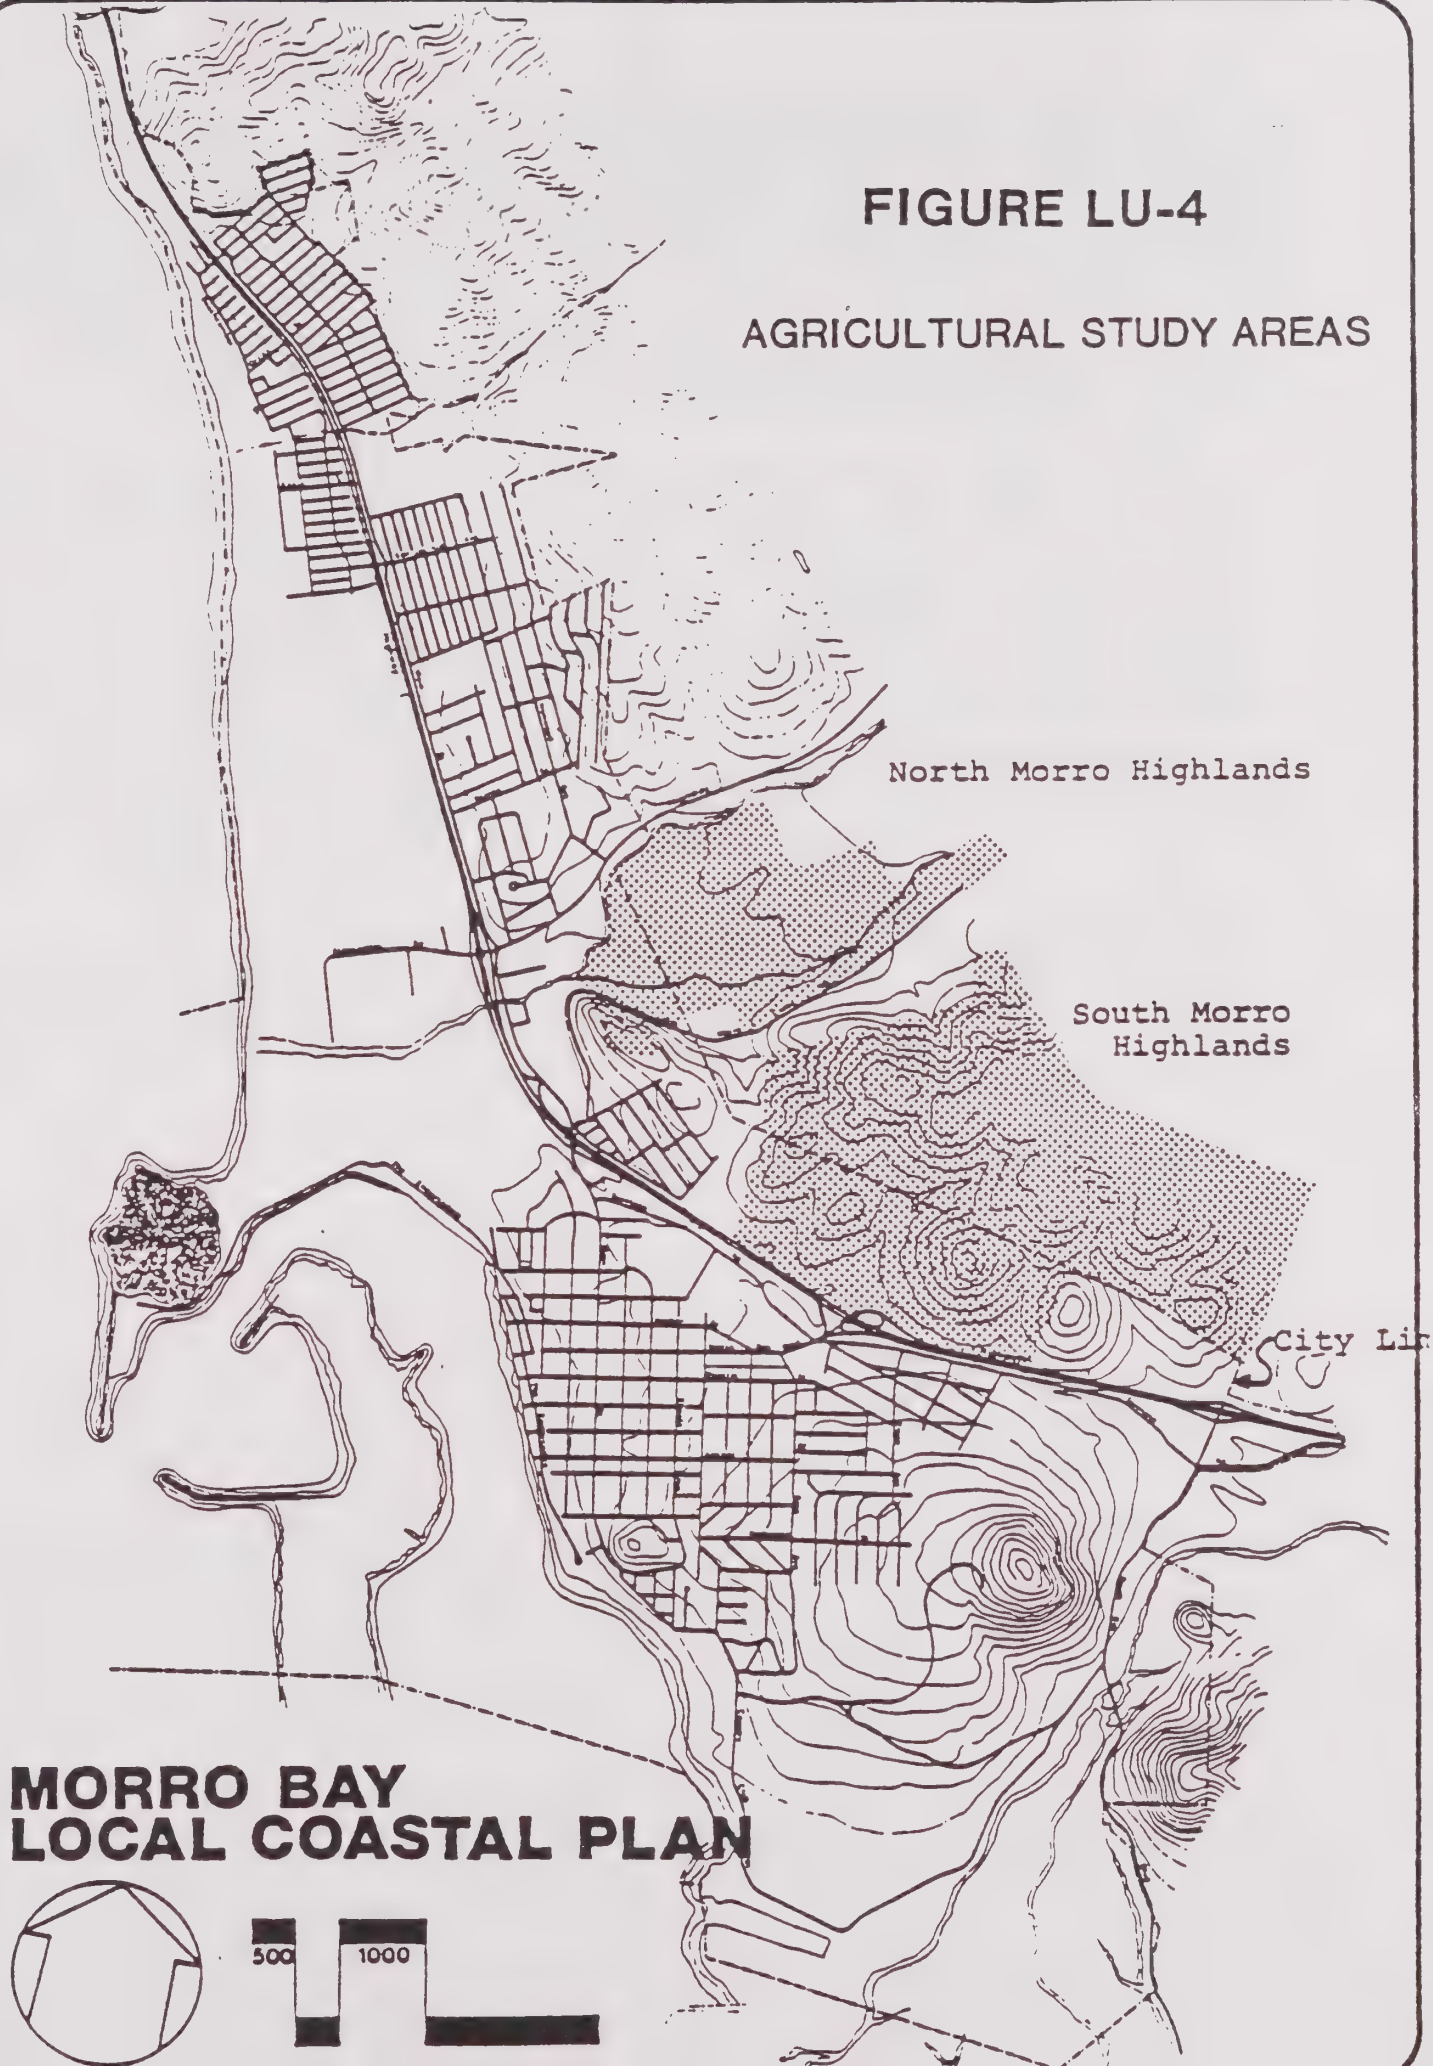 FIGURE LU-4
AGRICULTURAL STUDY AREAS
North Morro Highlands
South Morro
Highlands
City Lim
MORRO BAY
LOCAL COASTAL PLAN
500
1000